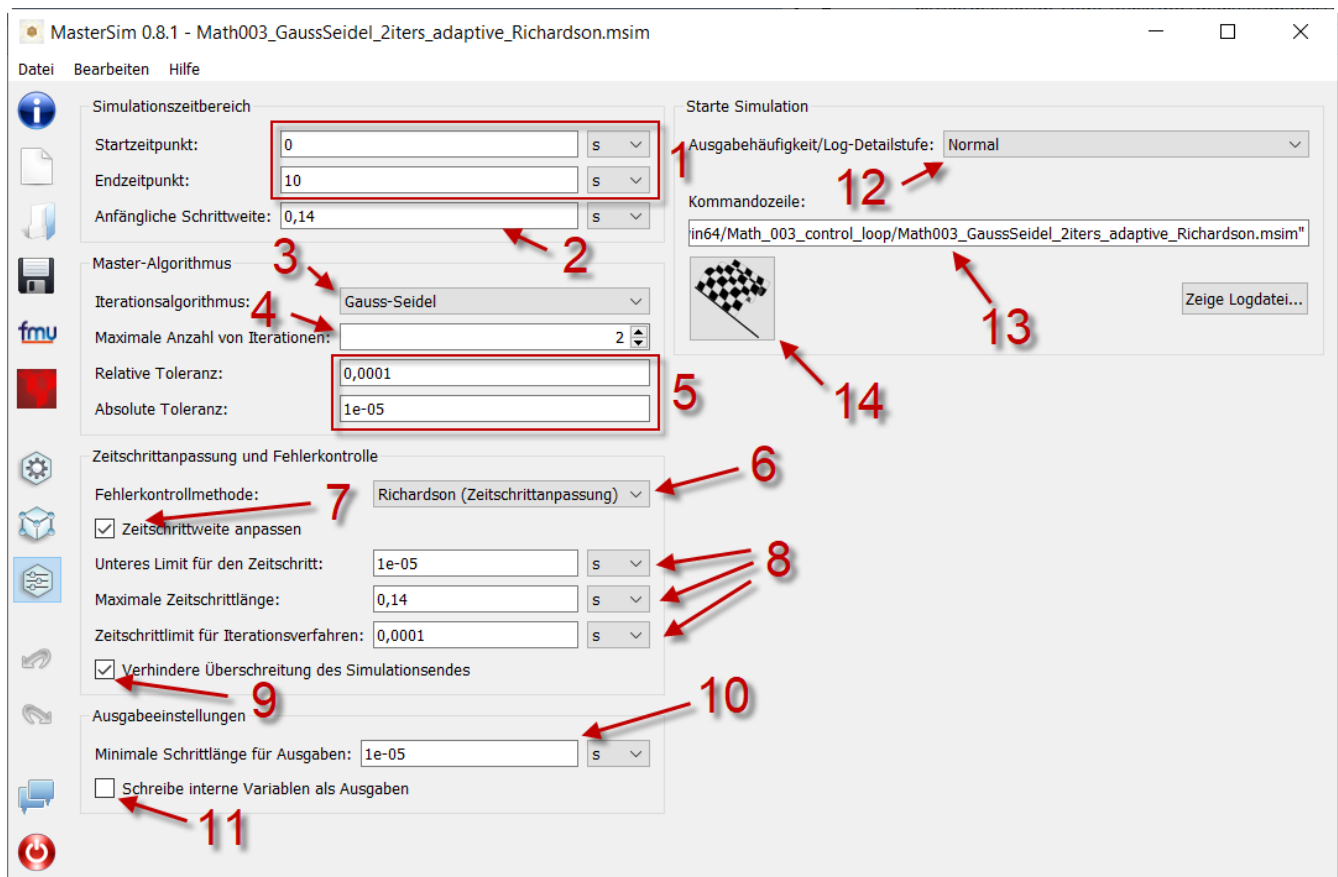 MasterSim 0.8.1 - Math003_GaussSeidel_2iters_adaptive_Richardson.msim
Datei Bearbeiten Hilfe
Simulationszeitbereich
Startzeitpunkt: 0 s
Endzeitpunkt: 10 s
1
Anfängliche Schrittweite: 0,14 s
2
Master-Algorithmus
3
Iterationsalgorithmus: Gauss-Seidel
4
Maximale Anzahl von Iterationen: 2
Relative Toleranz: 0,0001
Absolute Toleranz: 1e-05
5
fmu
Zeitschrittanpassung und Fehlerkontrolle
6
Fehlerkontrollmethode: Richardson (Zeitschrittanpassung)
7
Zeitschrittweite anpassen
Unteres Limit für den Zeitschritt: 1e-05 s
8
Maximale Zeitschrittlänge: 0,14 s
Zeitschrittlimit für Iterationsverfahren: 0,0001 s
Verhindere Überschreitung des Simulationsendes
9
10
Ausgabeeinstellungen
Minimale Schrittlänge für Ausgaben: 1e-05 s
Schreibe interne Variablen als Ausgaben
11
Starte Simulation
Ausgabehäufigkeit/Log-Detailstufe: Normal
12
Kommandozeile:
in64/Math_003_control_loop/Math003_GaussSeidel_2iters_adaptive_Richardson.msim"
13
Zeige Logdatei...
14